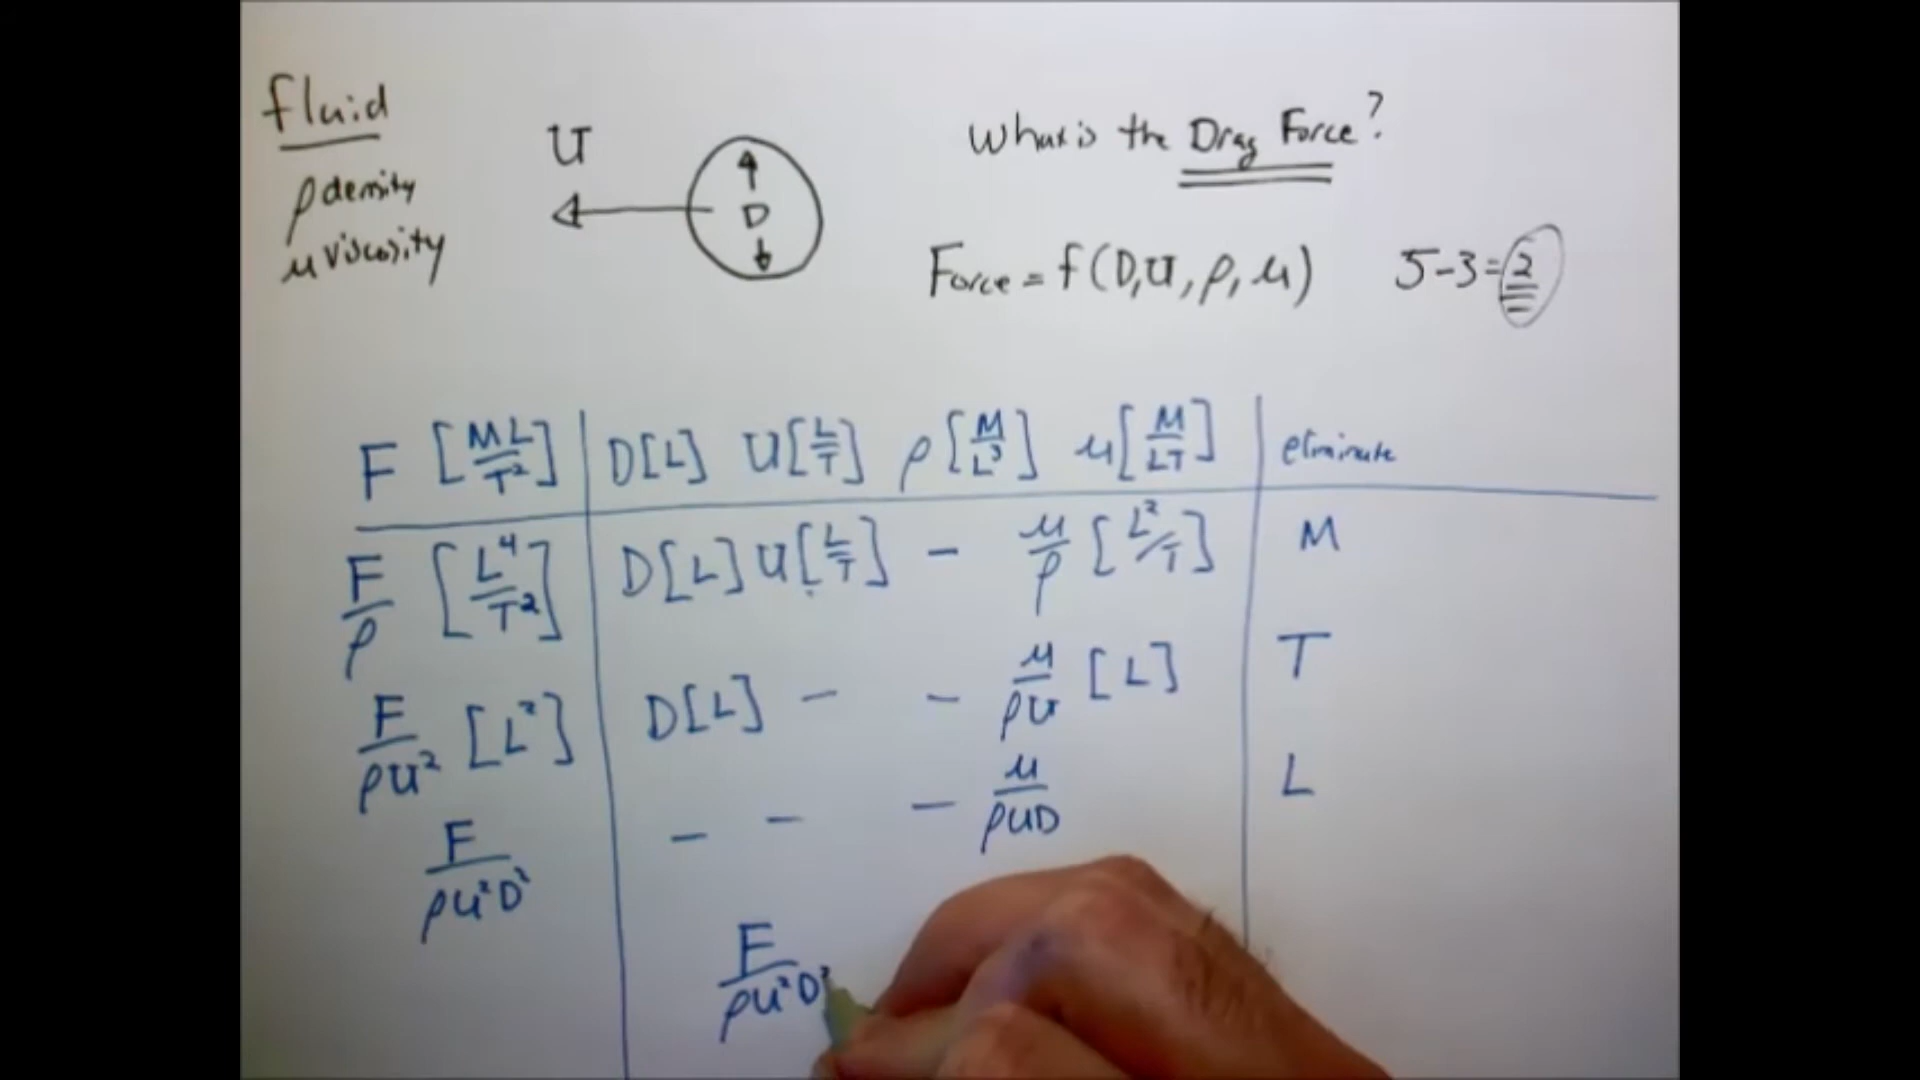 fluid
ρ density
μ viscosity
U
D
What is the Drag Force?
Force = f(D,U,ρ,μ) 5-3=2
F [ML/T²] D[L] U[L/T] ρ[M/L³] μ[M/LT] eliminate
F/ρ [L⁴/T²] D[L] U[L/T] – μ/ρ [L²/T] M
F/ρU² [L²] D[L] – – μ/ρU [L] T
F/ρU²D² – – – μ/ρUD L
F/ρU²D²